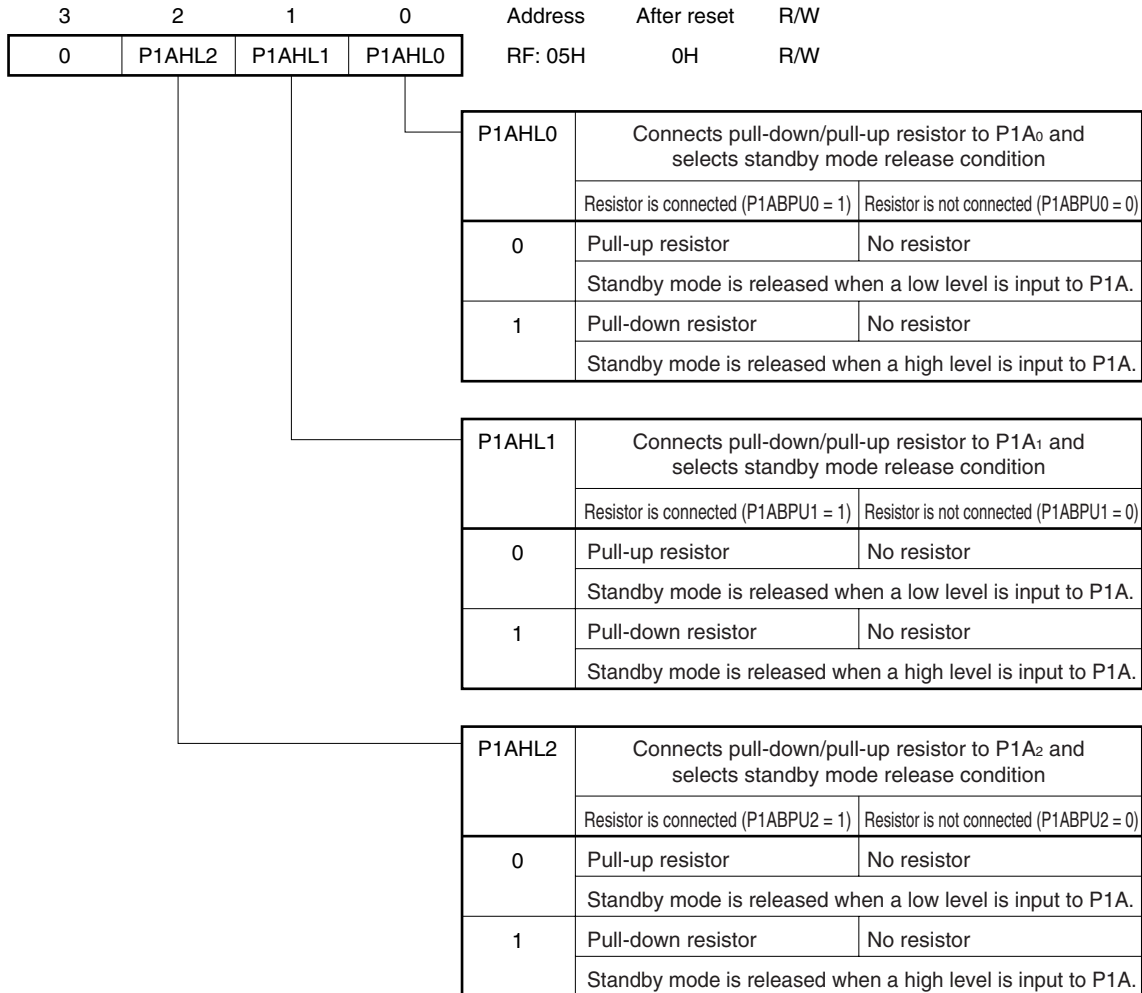 3 2 1 0 Address After reset R/W
0 P1AHL2 P1AHL1 P1AHL0 RF: 05H 0H R/W
P1AHL0 Connects pull-down/pull-up resistor to P1A0 and
selects standby mode release condition
Resistor is connected (P1ABPU0 = 1) Resistor is not connected (P1ABPU0 = 0)
0 Pull-up resistor No resistor
Standby mode is released when a low level is input to P1A.
1 Pull-down resistor No resistor
Standby mode is released when a high level is input to P1A.
P1AHL1 Connects pull-down/pull-up resistor to P1A1 and
selects standby mode release condition
Resistor is connected (P1ABPU1 = 1) Resistor is not connected (P1ABPU1 = 0)
0 Pull-up resistor No resistor
Standby mode is released when a low level is input to P1A.
1 Pull-down resistor No resistor
Standby mode is released when a high level is input to P1A.
P1AHL2 Connects pull-down/pull-up resistor to P1A2 and
selects standby mode release condition
Resistor is connected (P1ABPU2 = 1) Resistor is not connected (P1ABPU2 = 0)
0 Pull-up resistor No resistor
Standby mode is released when a low level is input to P1A.
1 Pull-down resistor No resistor
Standby mode is released when a high level is input to P1A.